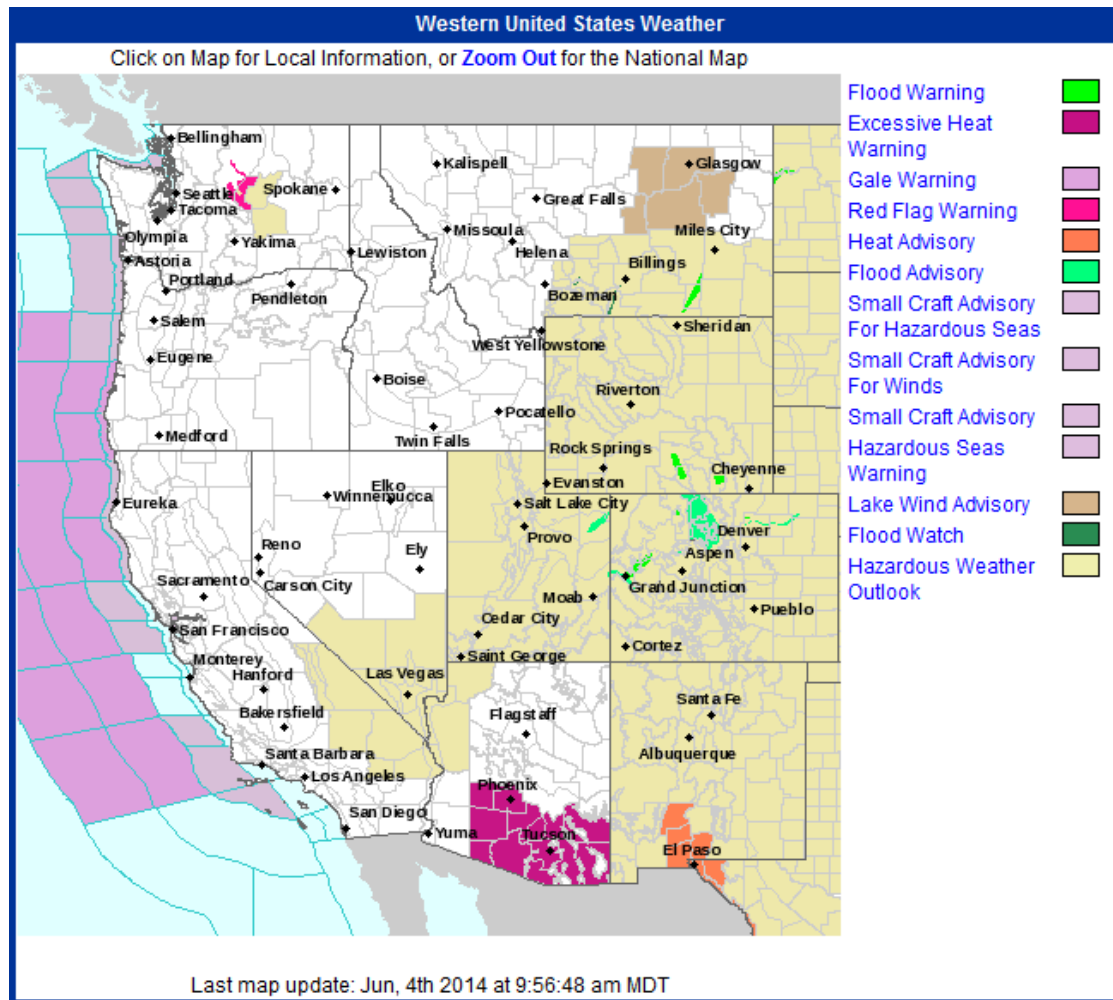 Western United States Weather
Click on Map for Local Information, or Zoom Out for the National Map
Flood Warning
Excessive Heat
Warning
Gale Warning
Red Flag Warning
Heat Advisory
Flood Advisory
Small Craft Advisory
For Hazardous Seas
Small Craft Advisory
For Winds
Small Craft Advisory
Hazardous Seas
Warning
Lake Wind Advisory
Flood Watch
Hazardous Weather
Outlook
Bellingham
Kalispell
Glasgow
Seattle
Spokane
Great Falls
Tacoma
Olympia
Yakima
Missoula
Miles City
Lewiston
Helena
Astoria
Billings
Portland
Pendleton
Bozeman
Salem
Sheridan
Eugene
West Yellowstone
Boise
Riverton
Pocatello
Medford
Twin Falls
Rock Springs
Cheyenne
Eureka
Elko
Winnemucca
Evanston
Salt Lake City
Provo
Denver
Reno
Ely
Aspen
Sacramento
Carson City
Grand Junction
Moab
Pueblo
San Francisco
Cedar City
Cortez
Monterey
Saint George
Hanford
Las Vegas
Santa Fe
Bakersfield
Flagstaff
Albuquerque
Santa Barbara
Los Angeles
Phoenix
San Diego
Yuma
Tucson
El Paso
Last map update: Jun, 4th 2014 at 9:56:48 am MDT